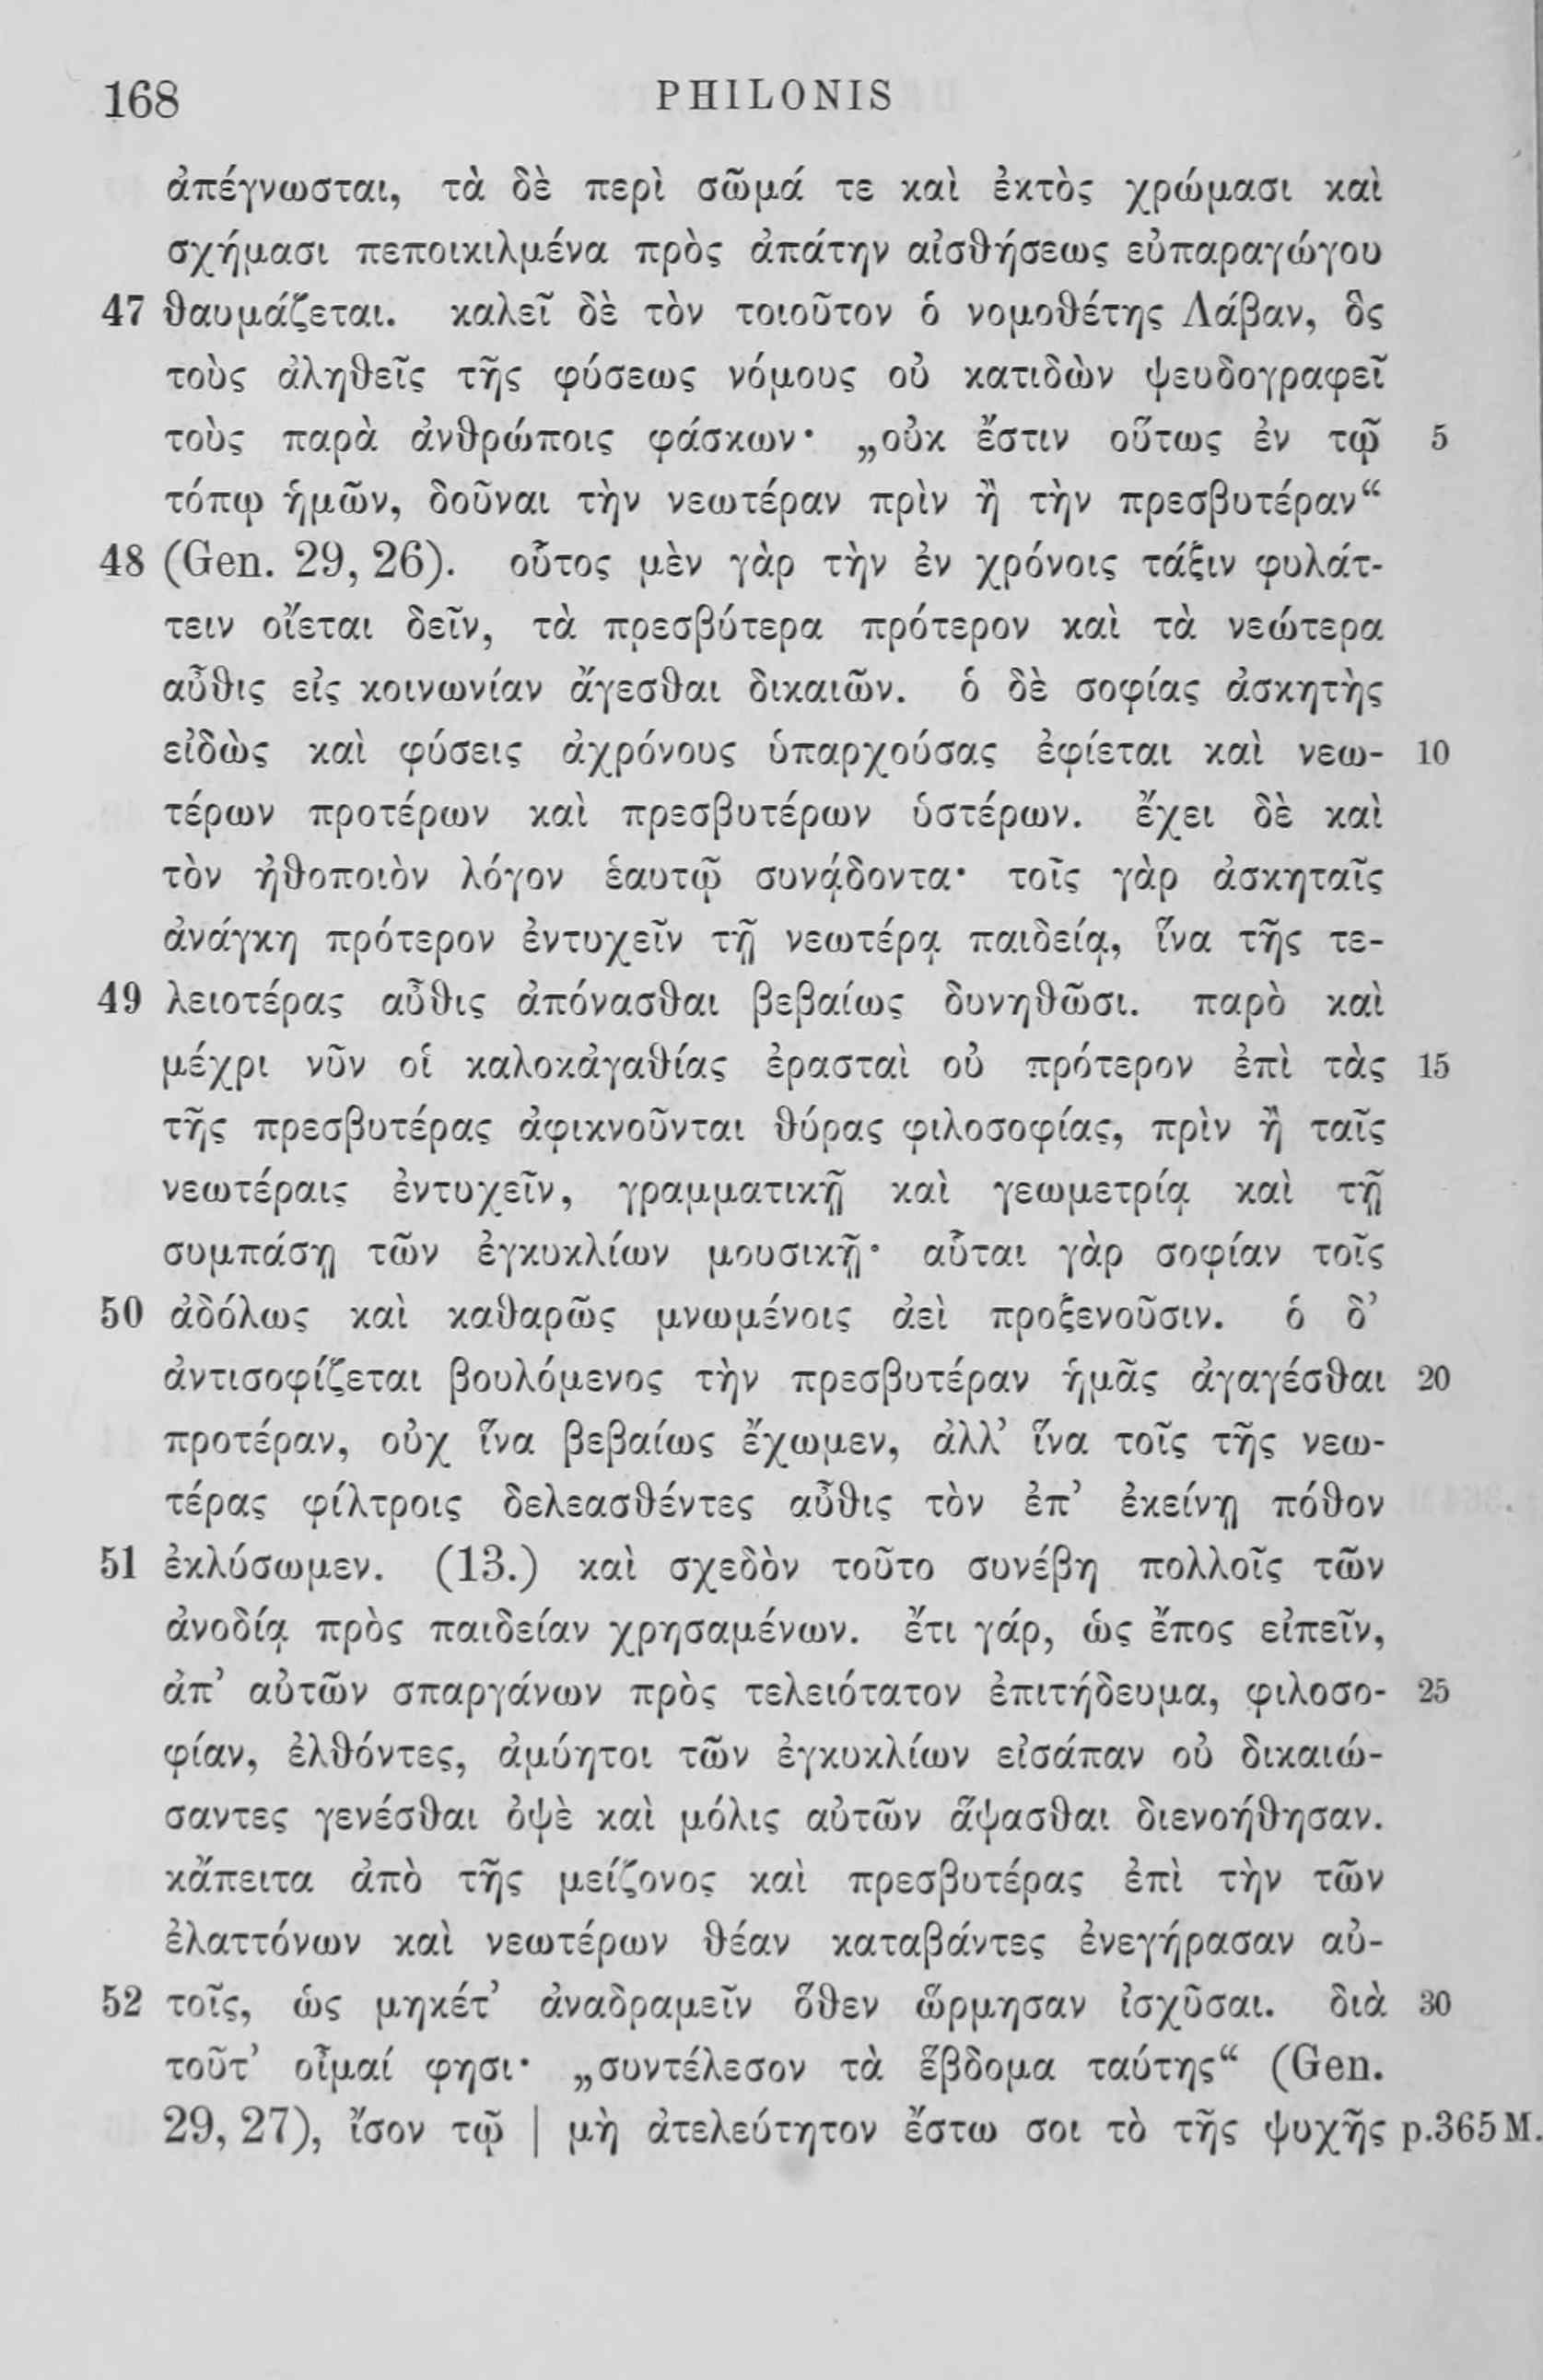 168 PHILONIS
ἀπέγνωσται, τὰ δὲ περὶ σῶμά τε καὶ ἐκτὸς χρώμασι καὶ
σχήμασι πεποικιλμένα πρὸς ἀπάτην αἰσθήσεως εὐπαραγώγου
47 θαυμάζεται. καλεῖ δὲ τὸν τοιοῦτον ὁ νομοθέτης Λάβαν, ὃς
τοὺς ἀληθεῖς τῆς φύσεως νόμους οὐ κατιδὼν ψευδογραφεῖ
τοὺς παρὰ ἀνθρώποις φάσκων· „οὐκ ἔστιν οὕτως ἐν τῷ 5
τόπῳ ἡμῶν, δοῦναι τὴν νεωτέραν πρὶν ἢ τὴν πρεσβυτέραν“
48 (Gen. 29, 26). οὗτος μὲν γὰρ τὴν ἐν χρόνοις τάξιν φυλάτ-
τειν οἴεται δεῖν, τὰ πρεσβύτερα πρότερον καὶ τὰ νεώτερα
αὖθις εἰς κοινωνίαν ἄγεσθαι δικαιῶν. ὁ δὲ σοφίας ἀσκητὴς
εἰδὼς καὶ φύσεις ἀχρόνους ὑπαρχούσας ἐφίεται καὶ νεω- 10
τέρων προτέρων καὶ πρεσβυτέρων ὑστέρων. ἔχει δὲ καὶ
τὸν ἠθοποιὸν λόγον ἑαυτῷ συνᾴδοντα· τοῖς γὰρ ἀσκηταῖς
ἀνάγκη πρότερον ἐντυχεῖν τῇ νεωτέρᾳ παιδείᾳ, ἵνα τῆς τε-
49 λειοτέρας αὖθις ἀπόνασθαι βεβαίως δυνηθῶσι. παρὸ καὶ
μέχρι νῦν οἱ καλοκἀγαθίας ἐρασταὶ οὐ πρότερον ἐπὶ τὰς 15
τῆς πρεσβυτέρας ἀφικνοῦνται θύρας φιλοσοφίας, πρὶν ἢ ταῖς
νεωτέραις ἐντυχεῖν, γραμματικῇ καὶ γεωμετρίᾳ καὶ τῇ
συμπάσῃ τῶν ἐγκυκλίων μουσικῇ· αὗται γὰρ σοφίαν τοῖς
50 ἀδόλως καὶ καθαρῶς μνωμένοις ἀεὶ προξενοῦσιν. ὁ δ’
ἀντισοφίζεται βουλόμενος τὴν πρεσβυτέραν ἡμᾶς ἀγαγέσθαι 20
προτέραν, οὐχ ἵνα βεβαίως ἔχωμεν, ἀλλ’ ἵνα τοῖς τῆς νεω-
τέρας φίλτροις δελεασθέντες αὖθις τὸν ἐπ’ ἐκείνῃ πόθον
51 ἐκλύσωμεν. (13.) καὶ σχεδὸν τοῦτο συνέβη πολλοῖς τῶν
ἀνοδίᾳ πρὸς παιδείαν χρησαμένων. ἔτι γάρ, ὡς ἔπος εἰπεῖν,
ἀπ’ αὐτῶν σπαργάνων πρὸς τελειότατον ἐπιτήδευμα, φιλοσο- 25
φίαν, ἐλθόντες, ἀμύητοι τῶν ἐγκυκλίων εἰσάπαν οὐ δικαιώ-
σαντες γενέσθαι ὀψὲ καὶ μόλις αὐτῶν ἅψασθαι διενοήθησαν.
κἄπειτα ἀπὸ τῆς μείζονος καὶ πρεσβυτέρας ἐπὶ τὴν τῶν
ἐλαττόνων καὶ νεωτέρων θέαν καταβάντες ἐνεγήρασαν αὐ-
52 τοῖς, ὡς μηκέτ’ ἀναδραμεῖν ὅθεν ὥρμησαν ἰσχῦσαι. διὰ 30
τοῦτ’ οἶμαί φησι· „συντέλεσον τὰ ἕβδομα ταύτης“ (Gen.
29, 27), ἴσον τῷ | μὴ ἀτελεύτητον ἔστω σοι τὸ τῆς ψυχῆς p.365 M.